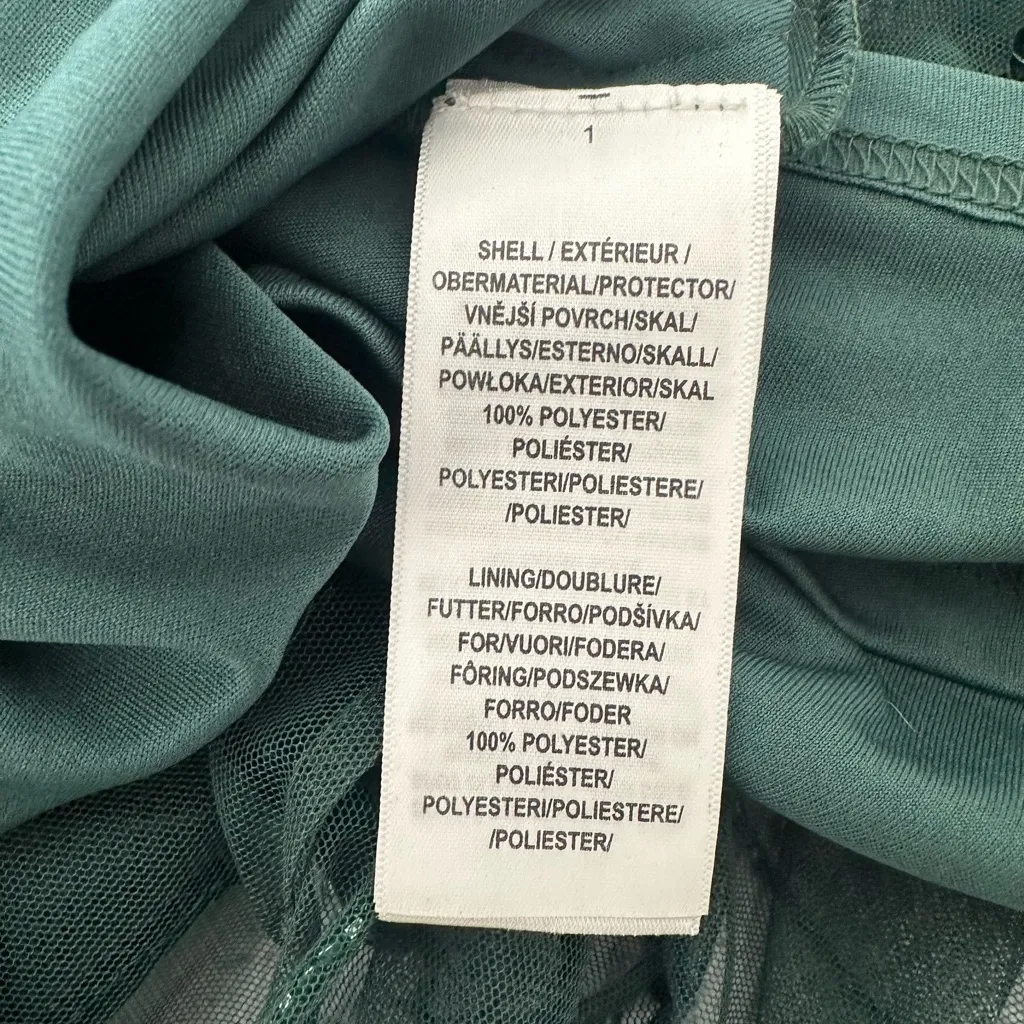 1
SHELL / EXTÉRIEUR /
OBERMATERIAL/PROTECTOR/
VNĚJŠÍ POVRCH/SKAL/
PÄÄLLYS/ESTERNO/SKALL/
POWŁOKA/EXTERIOR/SKAL
100% POLYESTER/
POLIÉSTER/
POLYESTERI/POLIESTERE/
/POLIESTER/
LINING/DOUBLURE/
FUTTER/FORRO/PODŠÍVKA/
FOR/VUORI/FODERA/
FÔRING/PODSZEWKA/
FORRO/FODER
100% POLYESTER/
POLIÉSTER/
POLYESTERI/POLIESTERE/
/POLIESTER/